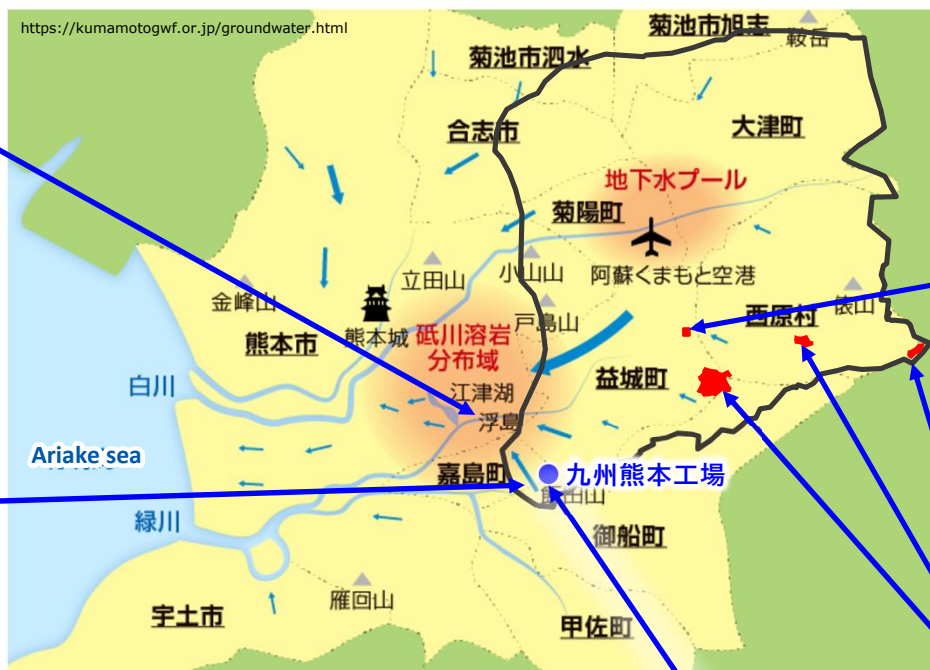 https://kumamotogwf.or.jp/groundwater.html
菊池市旭志
鞍岳
菊池市泗水
合志市
大津町
地下水プール
菊陽町
小山山
阿蘇くまもと空港
立田山
金峰山
熊本城
戸島山
西原村
俵山
熊本市
砥川溶岩
分布域
益城町
白川
江津湖
浮島
Ariake sea
嘉島町
九州熊本工場
飯田山
緑川
御船町
雁回山
宇土市
甲佐町